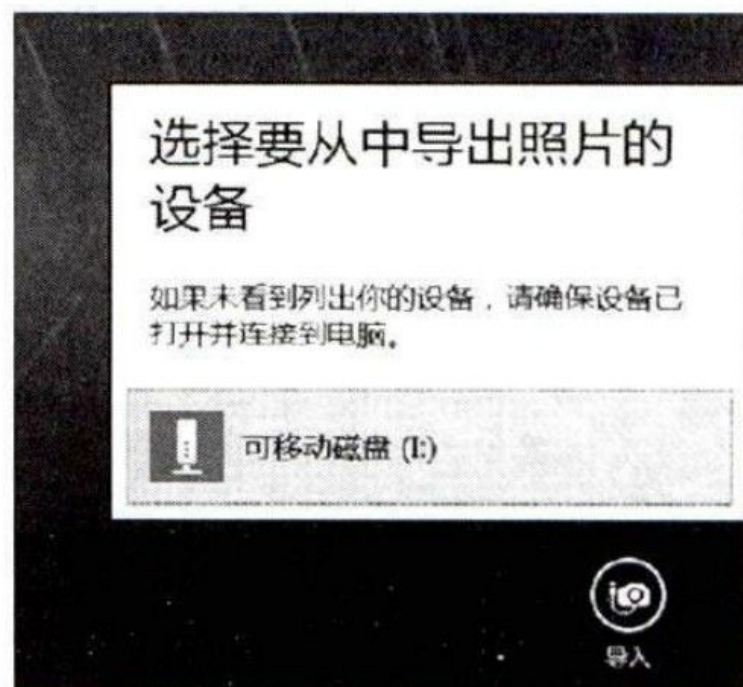 选择要从中导出照片的
设备
如果未看到列出你的设备，请确保设备已
打开并连接到电脑。
可移动磁盘 (I:)
导入